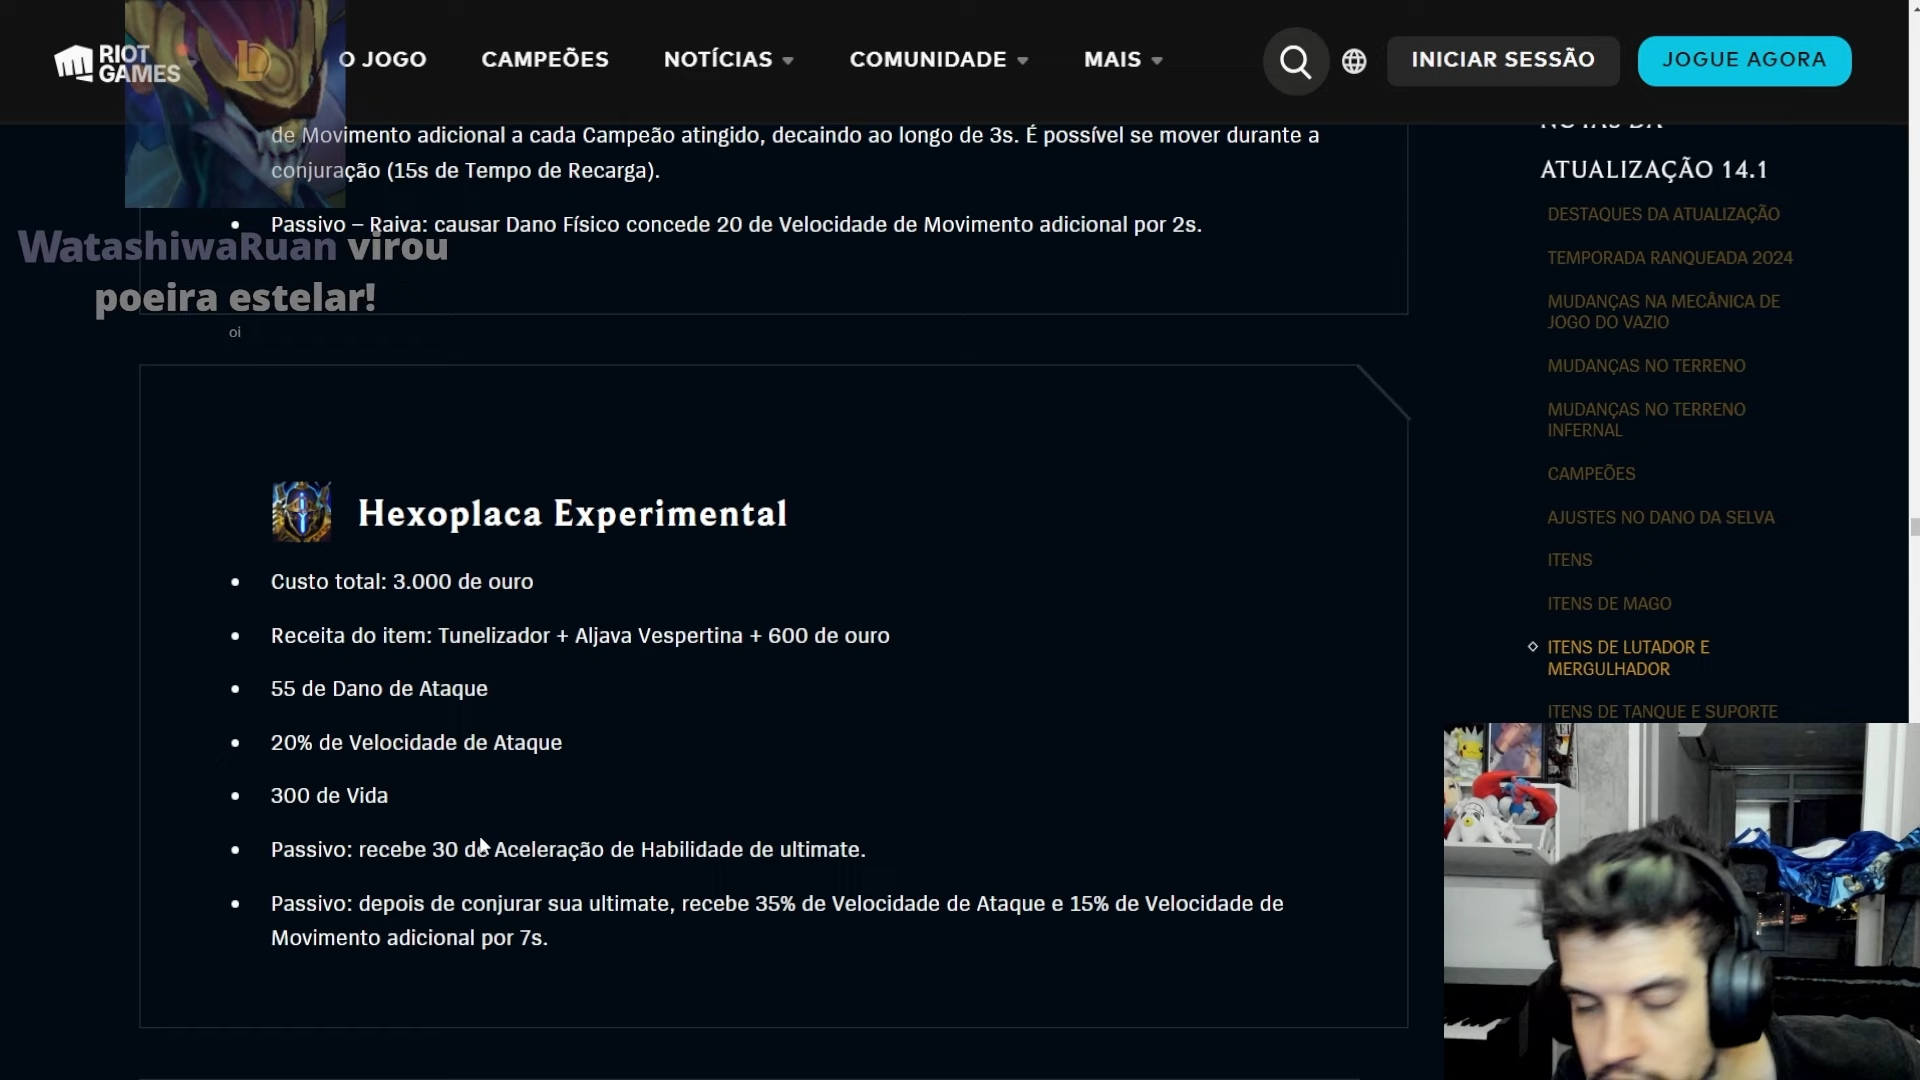 RIOT GAMES
O JOGO
CAMPEÕES
NOTÍCIAS
COMUNIDADE
MAIS
INICIAR SESSÃO
JOGUE AGORA
de Movimento adicional a cada Campeão atingido, decaindo ao longo de 3s. É possível se mover durante a
conjuração (15s de Tempo de Recarga).
Passivo – Raiva: causar Dano Físico concede 20 de Velocidade de Movimento adicional por 2s.
WatashiwaRuan virou
poeira estelar!
oi
Hexoplaca Experimental
Custo total: 3.000 de ouro
Receita do item: Tunelizador + Aljava Vespertina + 600 de ouro
55 de Dano de Ataque
20% de Velocidade de Ataque
300 de Vida
Passivo: recebe 30 de Aceleração de Habilidade de ultimate.
Passivo: depois de conjurar sua ultimate, recebe 35% de Velocidade de Ataque e 15% de Velocidade de
Movimento adicional por 7s.
NOTAS DA
ATUALIZAÇÃO 14.1
DESTAQUES DA ATUALIZAÇÃO
TEMPORADA RANQUEADA 2024
MUDANÇAS NA MECÂNICA DE
JOGO DO VAZIO
MUDANÇAS NO TERRENO
MUDANÇAS NO TERRENO
INFERNAL
CAMPEÕES
AJUSTES NO DANO DA SELVA
ITENS
ITENS DE MAGO
ITENS DE LUTADOR E
MERGULHADOR
ITENS DE TANQUE E SUPORTE